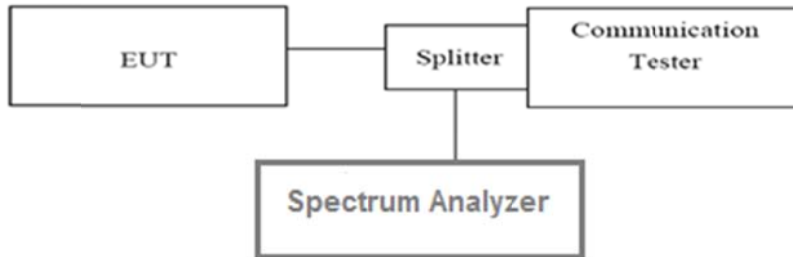 EUT
Splitter
Communication
Tester
Spectrum Analyzer